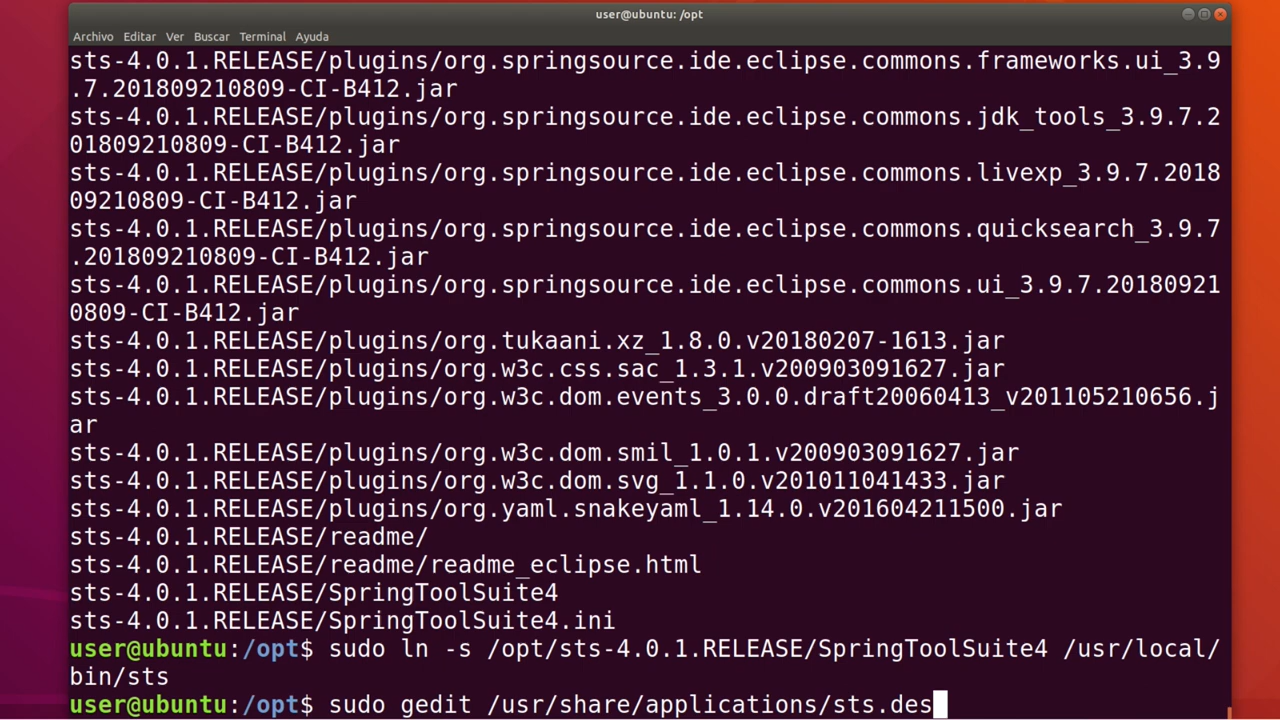 user@ubuntu: /opt
Archivo Editar Ver Buscar Terminal Ayuda
sts-4.0.1.RELEASE/plugins/org.springsource.ide.eclipse.commons.frameworks.ui_3.9
.7.201809210809-CI-B412.jar
sts-4.0.1.RELEASE/plugins/org.springsource.ide.eclipse.commons.jdk_tools_3.9.7.2
01809210809-CI-B412.jar
sts-4.0.1.RELEASE/plugins/org.springsource.ide.eclipse.commons.livexp_3.9.7.2018
09210809-CI-B412.jar
sts-4.0.1.RELEASE/plugins/org.springsource.ide.eclipse.commons.quicksearch_3.9.7
.201809210809-CI-B412.jar
sts-4.0.1.RELEASE/plugins/org.springsource.ide.eclipse.commons.ui_3.9.7.20180921
0809-CI-B412.jar
sts-4.0.1.RELEASE/plugins/org.tukaani.xz_1.8.0.v20180207-1613.jar
sts-4.0.1.RELEASE/plugins/org.w3c.css.sac_1.3.1.v200903091627.jar
sts-4.0.1.RELEASE/plugins/org.w3c.dom.events_3.0.0.draft20060413_v201105210656.j
ar
sts-4.0.1.RELEASE/plugins/org.w3c.dom.smil_1.0.1.v200903091627.jar
sts-4.0.1.RELEASE/plugins/org.w3c.dom.svg_1.1.0.v201011041433.jar
sts-4.0.1.RELEASE/plugins/org.yaml.snakeyaml_1.14.0.v201604211500.jar
sts-4.0.1.RELEASE/readme/
sts-4.0.1.RELEASE/readme/readme_eclipse.html
sts-4.0.1.RELEASE/SpringToolSuite4
sts-4.0.1.RELEASE/SpringToolSuite4.ini
user@ubuntu:/opt$ sudo ln -s /opt/sts-4.0.1.RELEASE/SpringToolSuite4 /usr/local/
bin/sts
user@ubuntu:/opt$ sudo gedit /usr/share/applications/sts.des